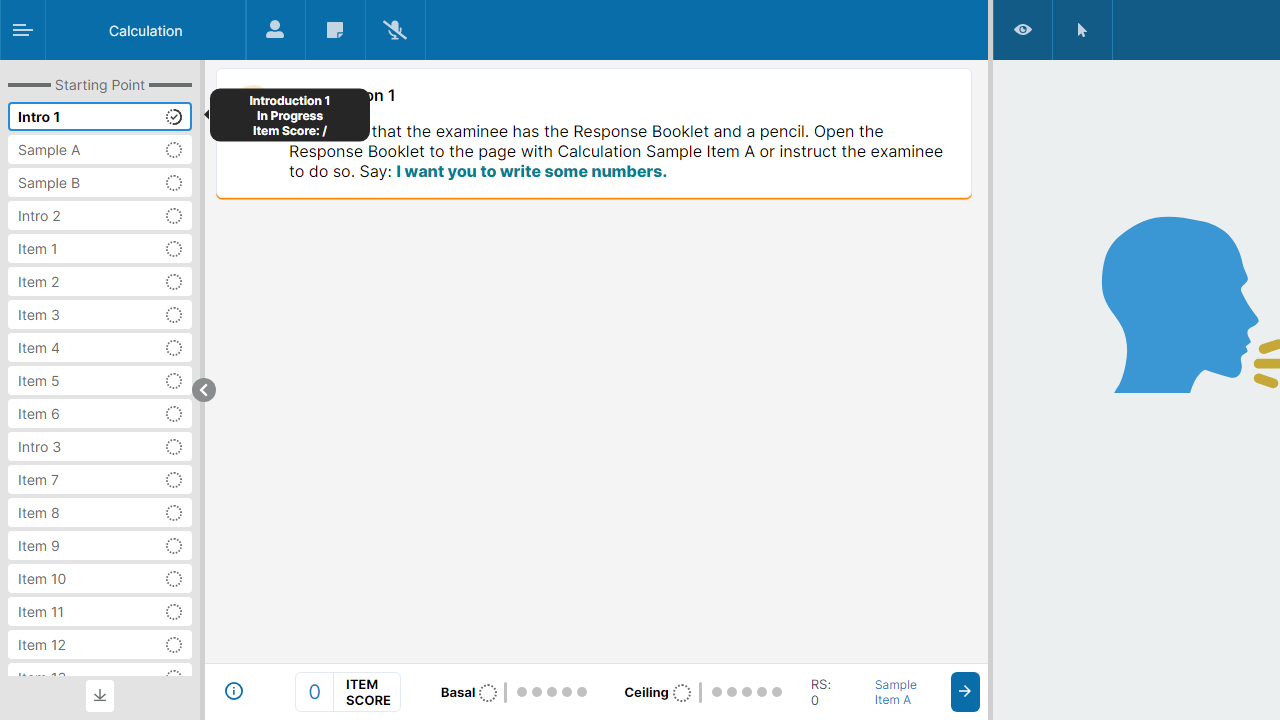 Calculation
Starting Point
Intro 1
Sample A
Sample B
Intro 2
Item 1
Item 2
Item 3
Item 4
Item 5
Item 6
Intro 3
Item 7
Item 8
Item 9
Item 10
Item 11
Item 12
Introduction 1
In Progress
Item Score: /
on 1
that the examinee has the Response Booklet and a pencil. Open the
Response Booklet to the page with Calculation Sample Item A or instruct the examinee
to do so. Say: I want you to write some numbers.
0 ITEM SCORE
Basal
Ceiling
RS:
0
Sample
Item A